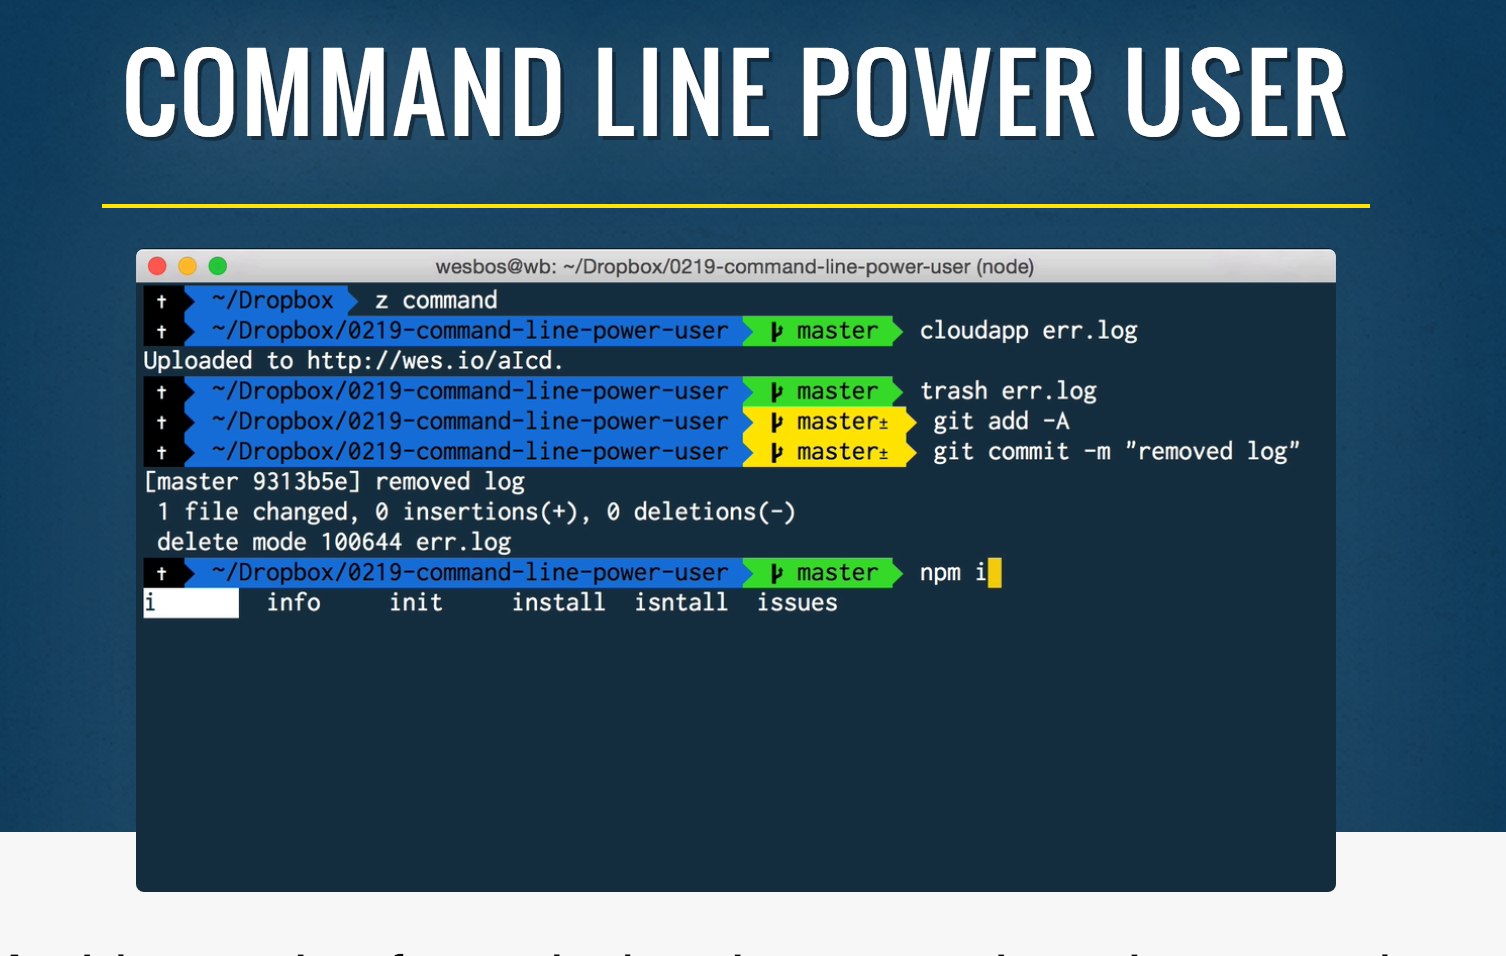 COMMAND LINE POWER USER
wesbos@wb: ~/Dropbox/0219-command-line-power-user (node)
† ~/Dropbox z command
† ~/Dropbox/0219-command-line-power-user master cloudapp err.log
Uploaded to http://wes.io/aIcd.
† ~/Dropbox/0219-command-line-power-user master trash err.log
† ~/Dropbox/0219-command-line-power-user master± git add -A
† ~/Dropbox/0219-command-line-power-user master± git commit -m "removed log"
[master 9313b5e] removed log
1 file changed, 0 insertions(+), 0 deletions(-)
delete mode 100644 err.log
† ~/Dropbox/0219-command-line-power-user master npm i
i info init install isntall issues